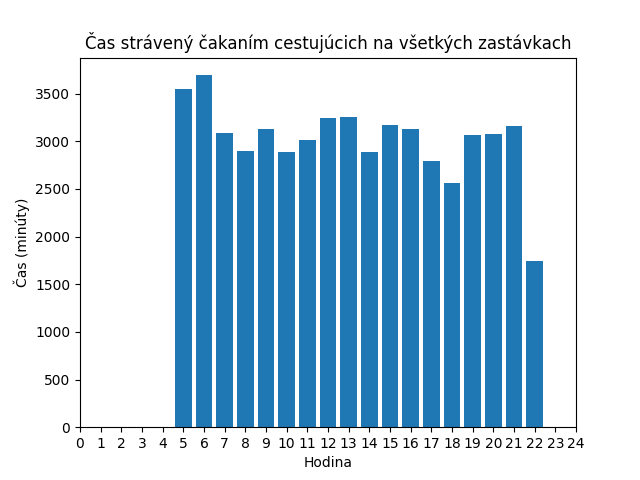 Čas strávený čakaním cestujúcich na všetkých zastávkach
3500
3000
2500
2000
1500
1000
500
0
Čas (minúty)
0 1 2 3 4 5 6 7 8 9 10 11 12 13 14 15 16 17 18 19 20 21 22 23 24
Hodina